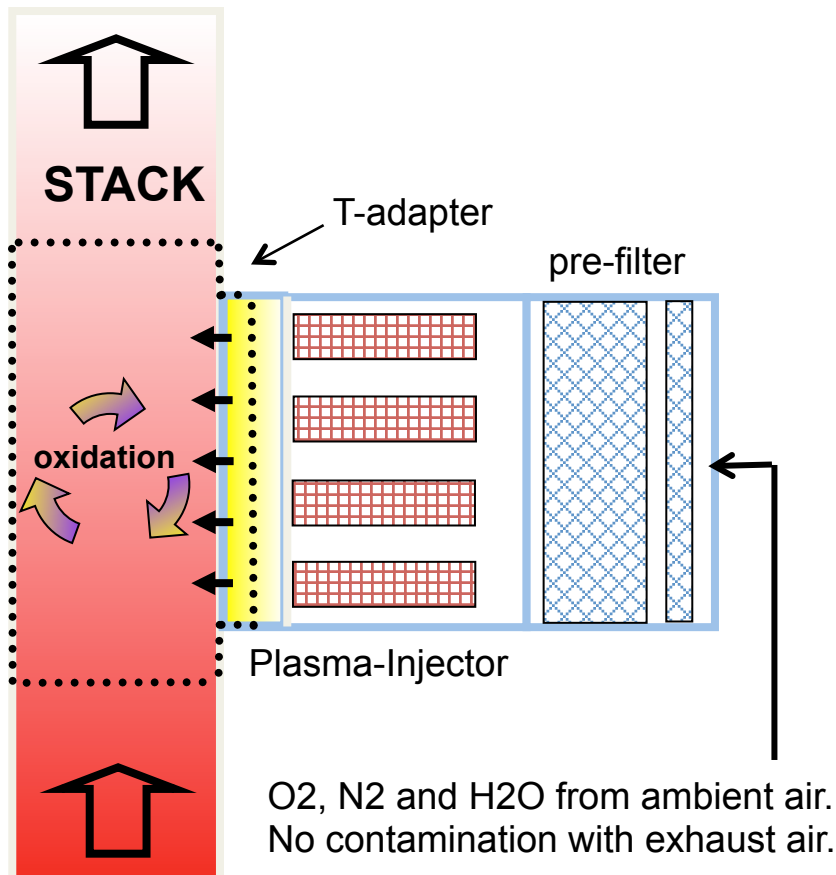 STACK
T-adapter
pre-filter
oxidation
Plasma-Injector
O2, N2 and H2O from ambient air.
No contamination with exhaust air.